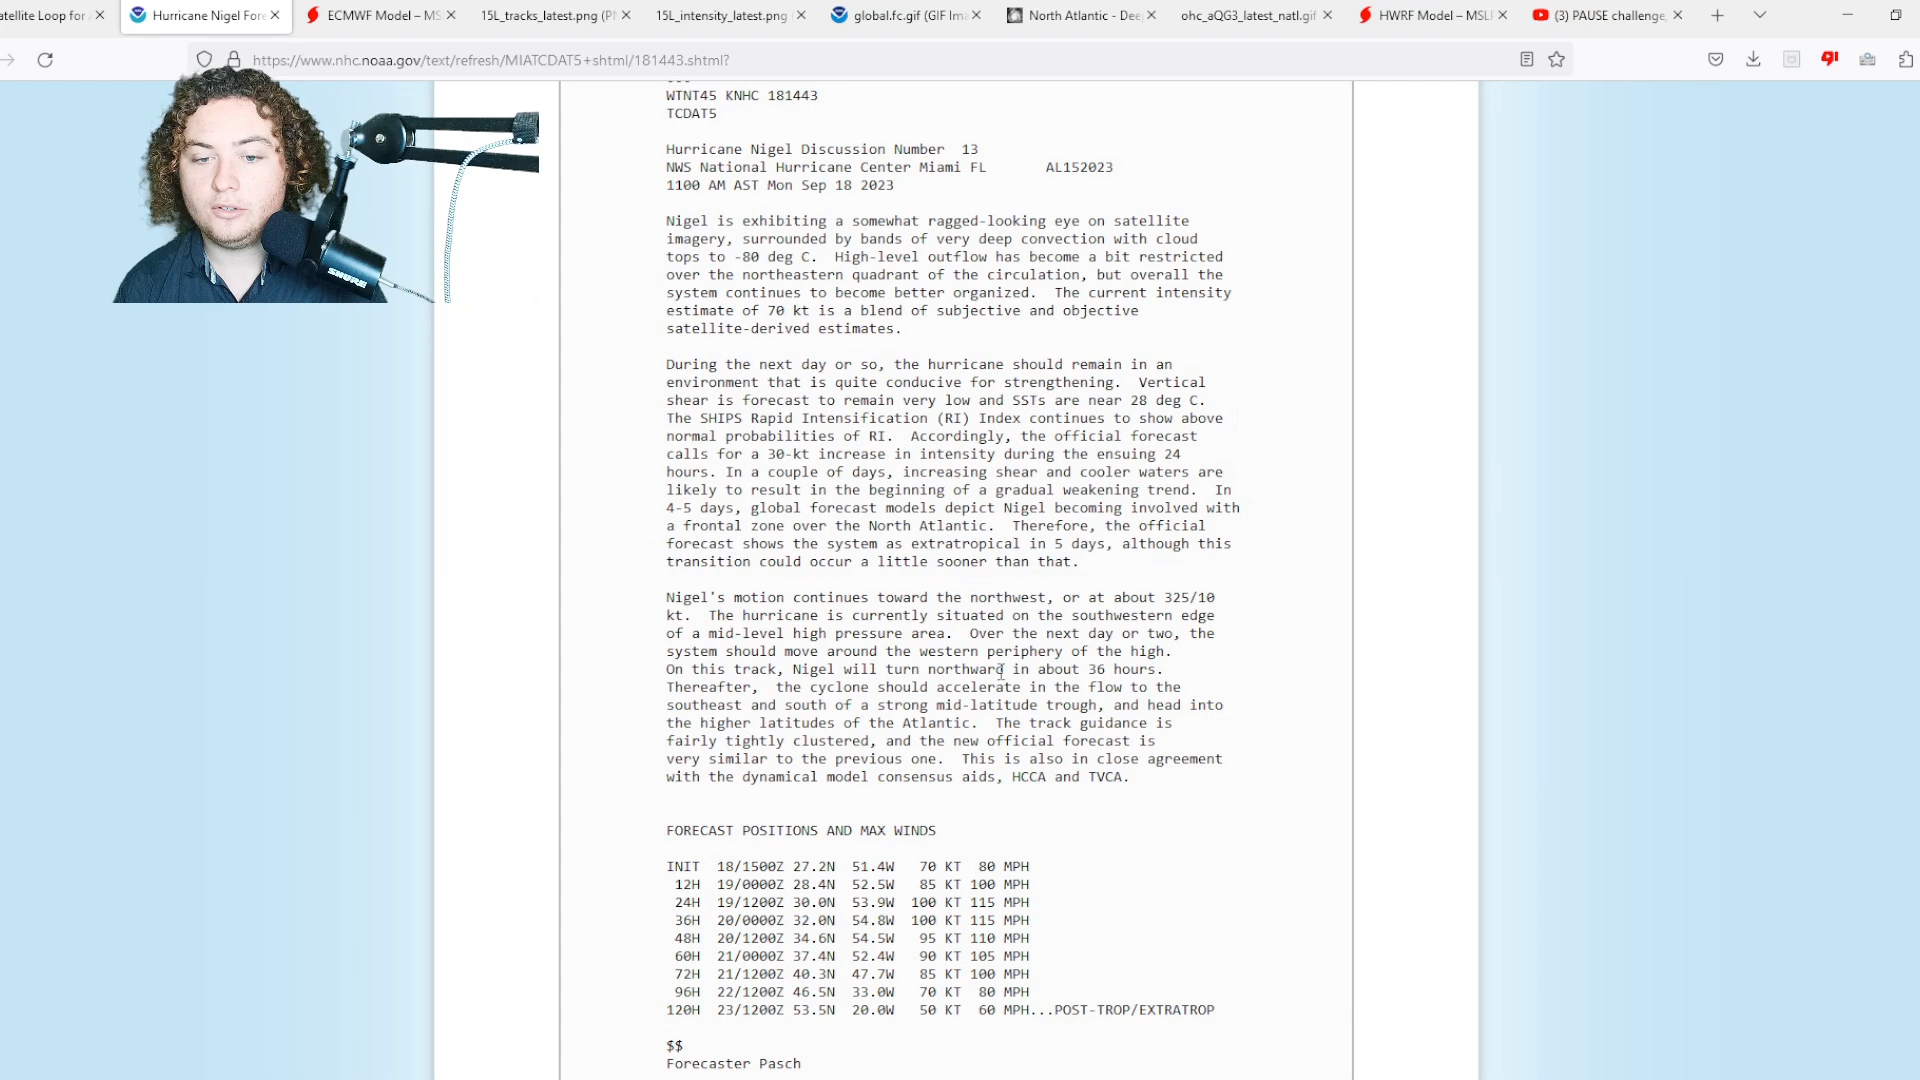 atellite Loop for A
Hurricane Nigel Fore
ECMWF Model – MS
15L_tracks_latest.png (PN
15L_intensity_latest.png
global.fc.gif (GIF Ima
North Atlantic - Dee
ohc_aQG3_latest_natl.gif
HWRF Model – MSL
(3) PAUSE challenge
https://www.nhc.noaa.gov/text/refresh/MIATCDAT5+shtml/181443.shtml?
WTNT45 KNHC 181443
TCDAT5
Hurricane Nigel Discussion Number 13
NWS National Hurricane Center Miami FL AL152023
1100 AM AST Mon Sep 18 2023
Nigel is exhibiting a somewhat ragged-looking eye on satellite
imagery, surrounded by bands of very deep convection with cloud
tops to -80 deg C. High-level outflow has become a bit restricted
over the northeastern quadrant of the circulation, but overall the
system continues to become better organized. The current intensity
estimate of 70 kt is a blend of subjective and objective
satellite-derived estimates.
During the next day or so, the hurricane should remain in an
environment that is quite conducive for strengthening. Vertical
shear is forecast to remain very low and SSTs are near 28 deg C.
The SHIPS Rapid Intensification (RI) Index continues to show above
normal probabilities of RI. Accordingly, the official forecast
calls for a 30-kt increase in intensity during the ensuing 24
hours. In a couple of days, increasing shear and cooler waters are
likely to result in the beginning of a gradual weakening trend. In
4-5 days, global forecast models depict Nigel becoming involved with
a frontal zone over the North Atlantic. Therefore, the official
forecast shows the system as extratropical in 5 days, although this
transition could occur a little sooner than that.
Nigel's motion continues toward the northwest, or at about 325/10
kt. The hurricane is currently situated on the southwestern edge
of a mid-level high pressure area. Over the next day or two, the
system should move around the western periphery of the high.
On this track, Nigel will turn northward in about 36 hours.
Thereafter, the cyclone should accelerate in the flow to the
southeast and south of a strong mid-latitude trough, and head into
the higher latitudes of the Atlantic. The track guidance is
fairly tightly clustered, and the new official forecast is
very similar to the previous one. This is also in close agreement
with the dynamical model consensus aids, HCCA and TVCA.
FORECAST POSITIONS AND MAX WINDS
INIT 18/1500Z 27.2N 51.4W 70 KT 80 MPH
12H 19/0000Z 28.4N 52.5W 85 KT 100 MPH
24H 19/1200Z 30.0N 53.9W 100 KT 115 MPH
36H 20/0000Z 32.0N 54.8W 100 KT 115 MPH
48H 20/1200Z 34.6N 54.5W 95 KT 110 MPH
60H 21/0000Z 37.4N 52.4W 90 KT 105 MPH
72H 21/1200Z 40.3N 47.7W 85 KT 100 MPH
96H 22/1200Z 46.5N 33.0W 70 KT 80 MPH
120H 23/1200Z 53.5N 20.0W 50 KT 60 MPH...POST-TROP/EXTRATROP
$$
Forecaster Pasch
SHURE